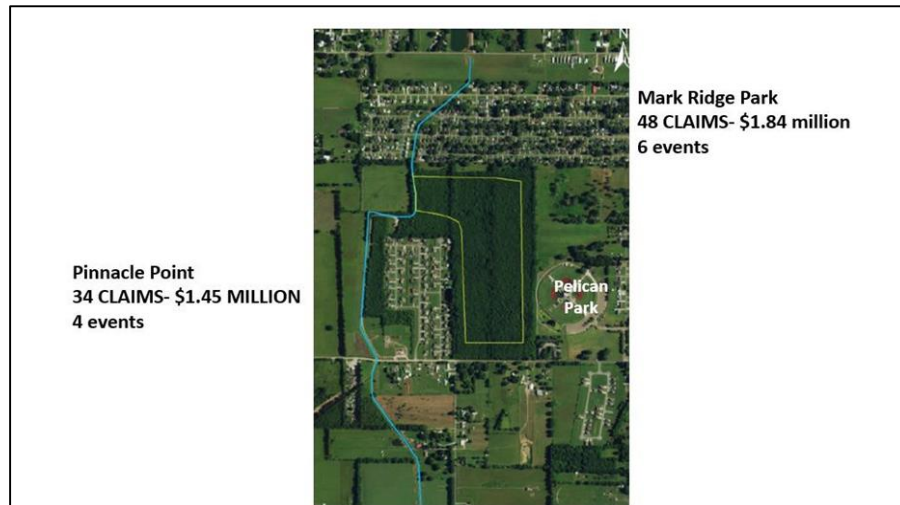 N
Mark Ridge Park
48 CLAIMS- $1.84 million
6 events
Pinnacle Point
34 CLAIMS- $1.45 MILLION
4 events
Pelican
Park